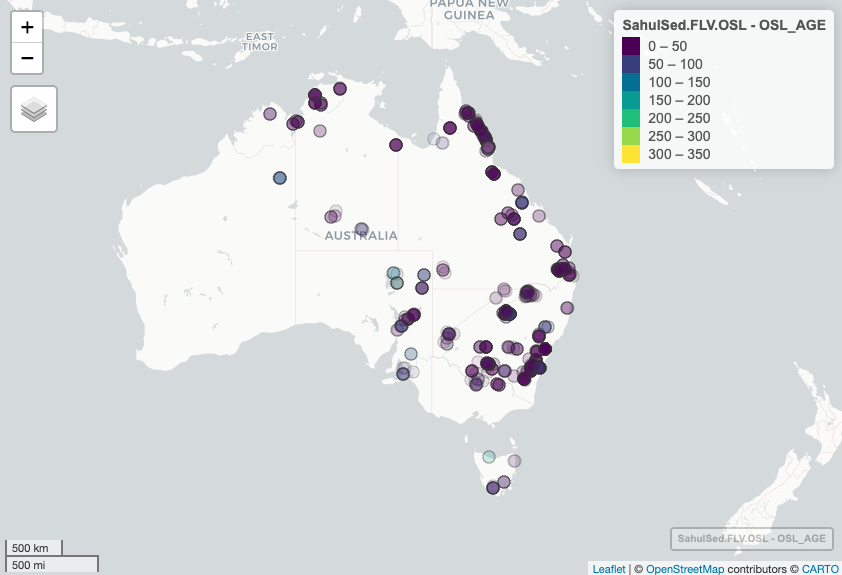 +
−
PAPUA NEW
GUINEA
EAST
TIMOR
SahulSed.FLV.OSL - OSL_AGE
0 – 50
50 – 100
100 – 150
150 – 200
200 – 250
250 – 300
300 – 350
AUSTRALIA
SahulSed.FLV.OSL - OSL_AGE
500 km
500 mi
Leaflet | © OpenStreetMap contributors © CARTO